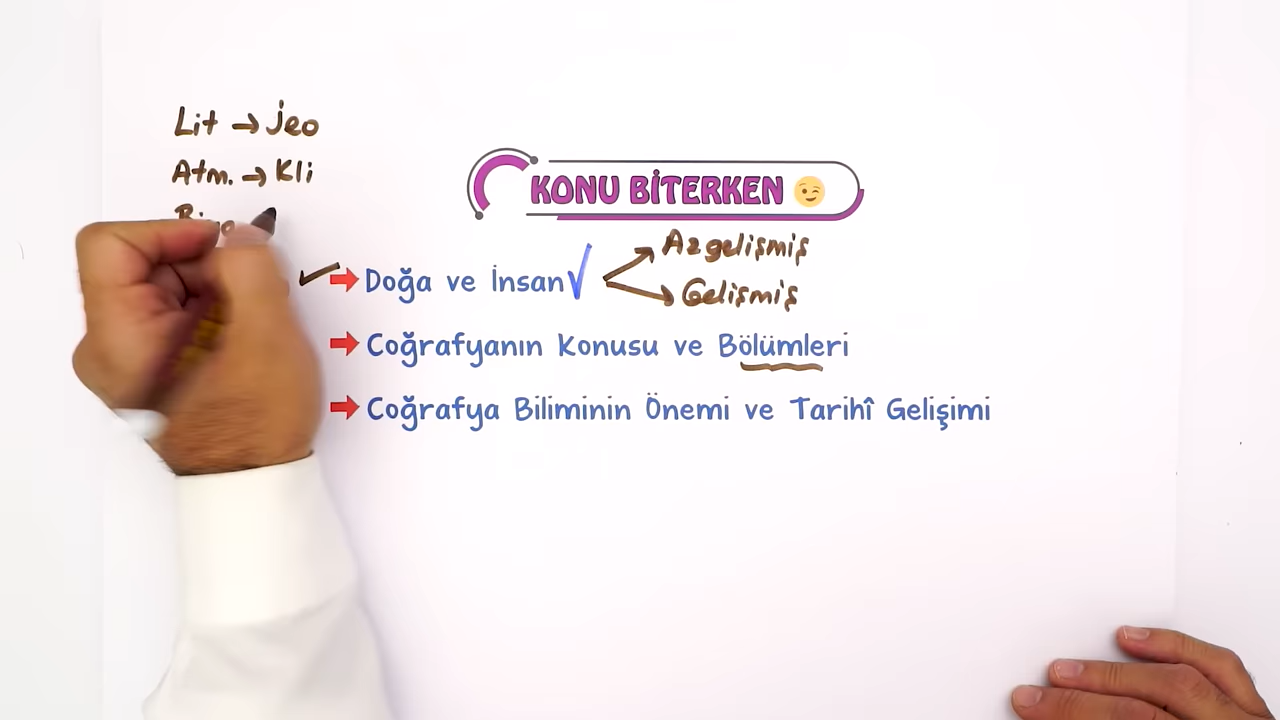 Lit → jeo
Atm. → Kli
KONU BİTERKEN
Azgelişmiş
Doğa ve İnsan
Gelişmiş
Coğrafyanın Konusu ve Bölümleri
Coğrafya Biliminin Önemi ve Tarihî Gelişimi